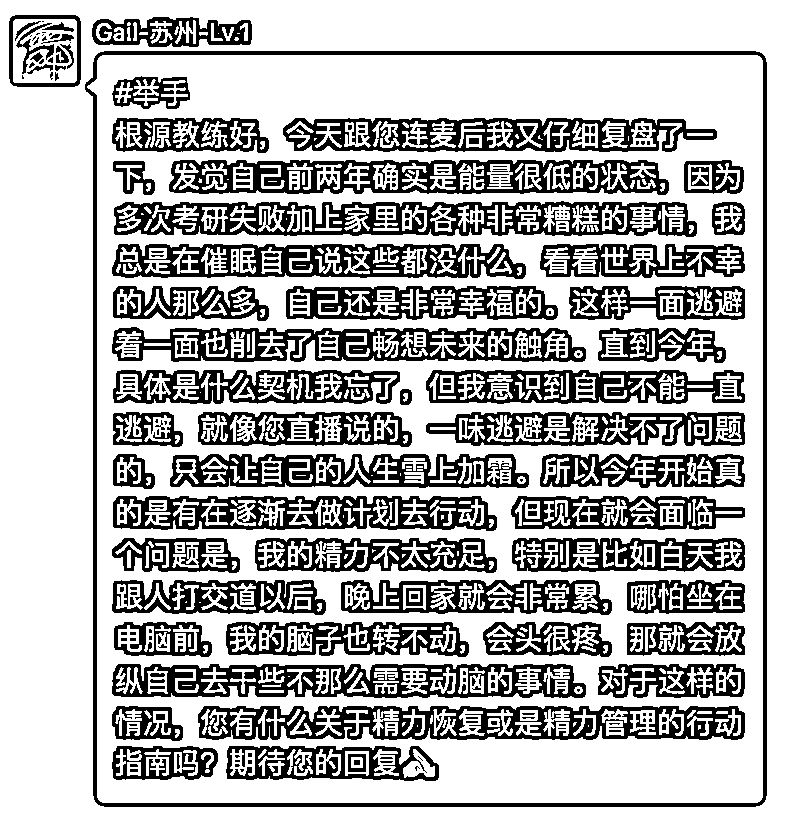 Gail-苏州-Lv.1
#举手
根源教练好，今天跟您连麦后我又仔细复盘了一
下，发觉自己前两年确实是能量很低的状态，因为
多次考研失败加上家里的各种非常糟糕的事情，我
总是在催眠自己说这些都没什么，看看世界上不幸
的人那么多，自己还是非常幸福的。这样一面逃避
着一面也削去了自己畅想未来的触角。直到今年，
具体是什么契机我忘了，但我意识到自己不能一直
逃避，就像您直播说的，一味逃避是解决不了问题
的，只会让自己的人生雪上加霜。所以今年开始真
的是有在逐渐去做计划去行动，但现在就会面临一
个问题是，我的精力不太充足，特别是比如白天我
跟人打交道以后，晚上回家就会非常累，哪怕坐在
电脑前，我的脑子也转不动，会头很疼，那就会放
纵自己去干些不那么需要动脑的事情。对于这样的
情况，您有什么关于精力恢复或是精力管理的行动
指南吗？期待您的回复